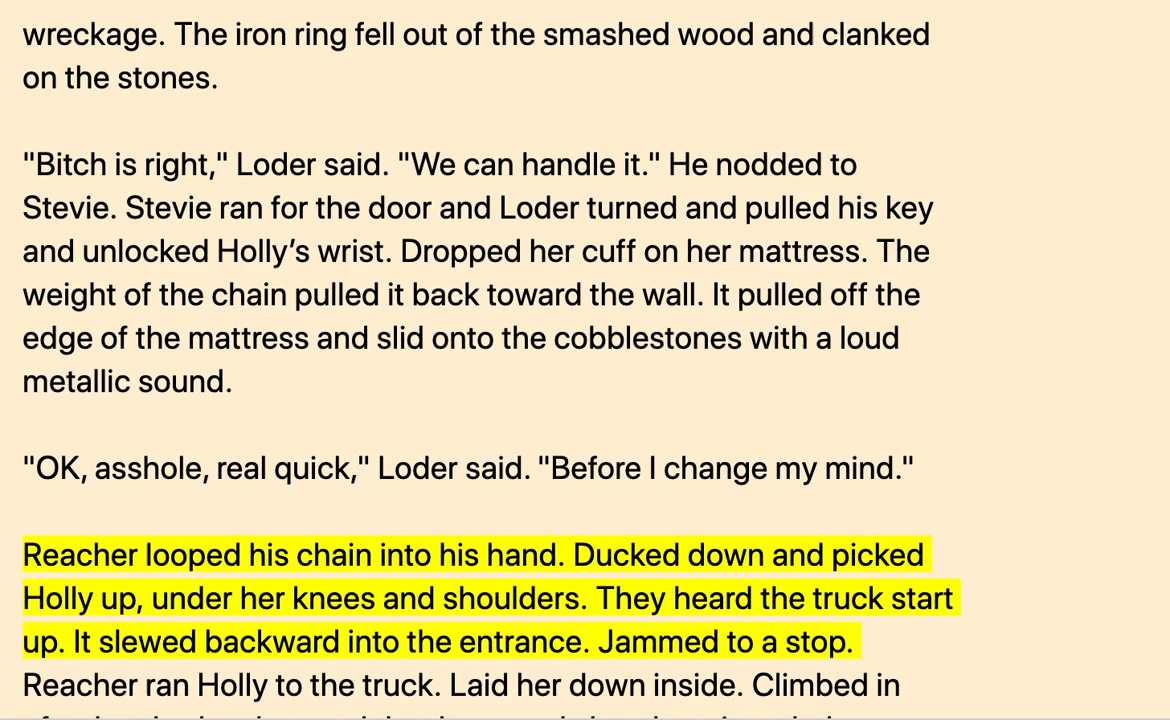 wreckage. The iron ring fell out of the smashed wood and clanked
on the stones.
"Bitch is right," Loder said. "We can handle it." He nodded to
Stevie. Stevie ran for the door and Loder turned and pulled his key
and unlocked Holly’s wrist. Dropped her cuff on her mattress. The
weight of the chain pulled it back toward the wall. It pulled off the
edge of the mattress and slid onto the cobblestones with a loud
metallic sound.
"OK, asshole, real quick," Loder said. "Before I change my mind."
Reacher looped his chain into his hand. Ducked down and picked
Holly up, under her knees and shoulders. They heard the truck start
up. It slewed backward into the entrance. Jammed to a stop.
Reacher ran Holly to the truck. Laid her down inside. Climbed in